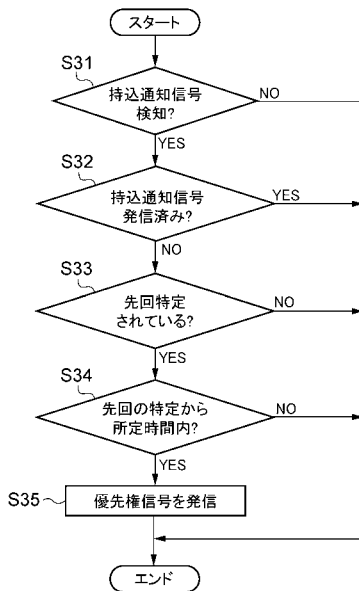 スタート
S31
持込通知信号
検知?
NO
YES
S32
持込通知信号
発信済み?
YES
NO
S33
先回特定
されている?
NO
YES
S34
先回の特定から
所定時間内?
NO
YES
S35
優先権信号を発信
エンド